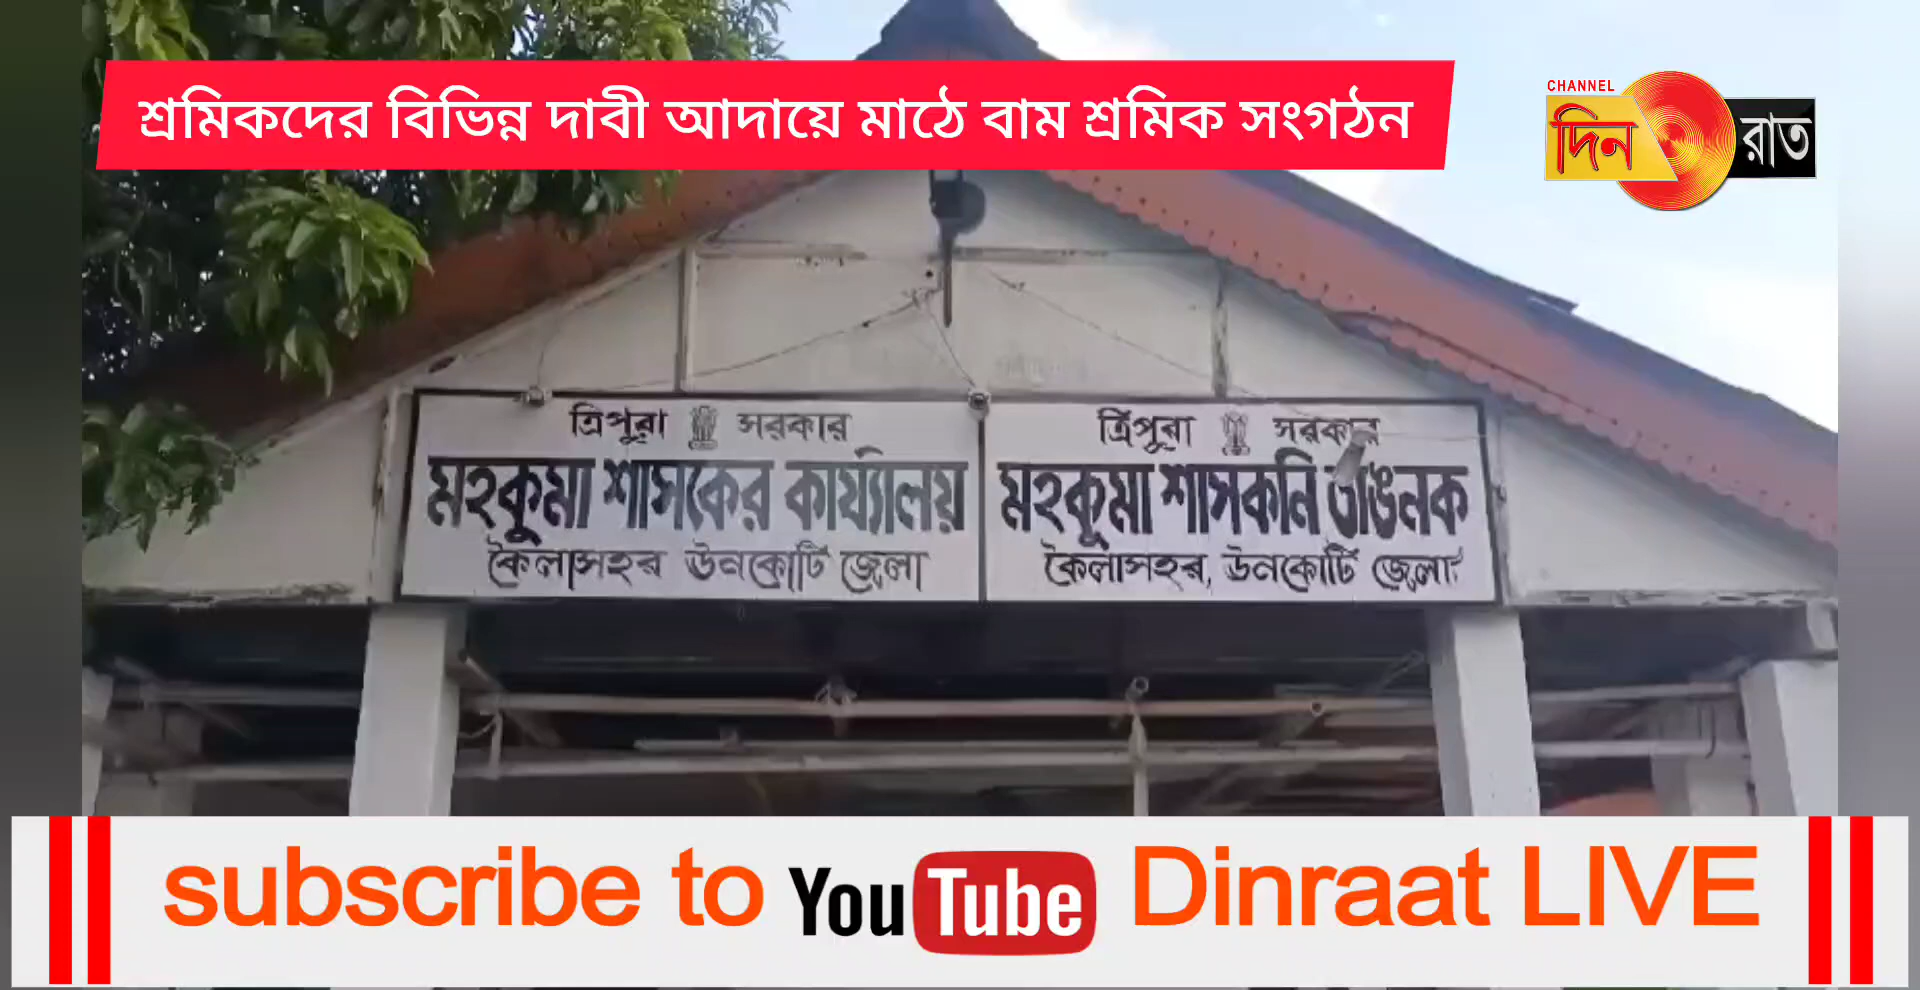 শ্রমিকদের বিভিন্ন দাবী আদায়ে মাঠে বাম শ্রমিক সংগঠন
CHANNEL
দিন রাত
ত্রিপুরা সরকার
মহকুমা শাসকের কার্য্যালয়
কৈলাসহর ঊনকোটি জেলা
ত্রিপুরা সরকার
মহকুমা শাসকনি
কৈলাসহর, ঊনকোটি জেলা
subscribe to YouTube Dinraat LIVE